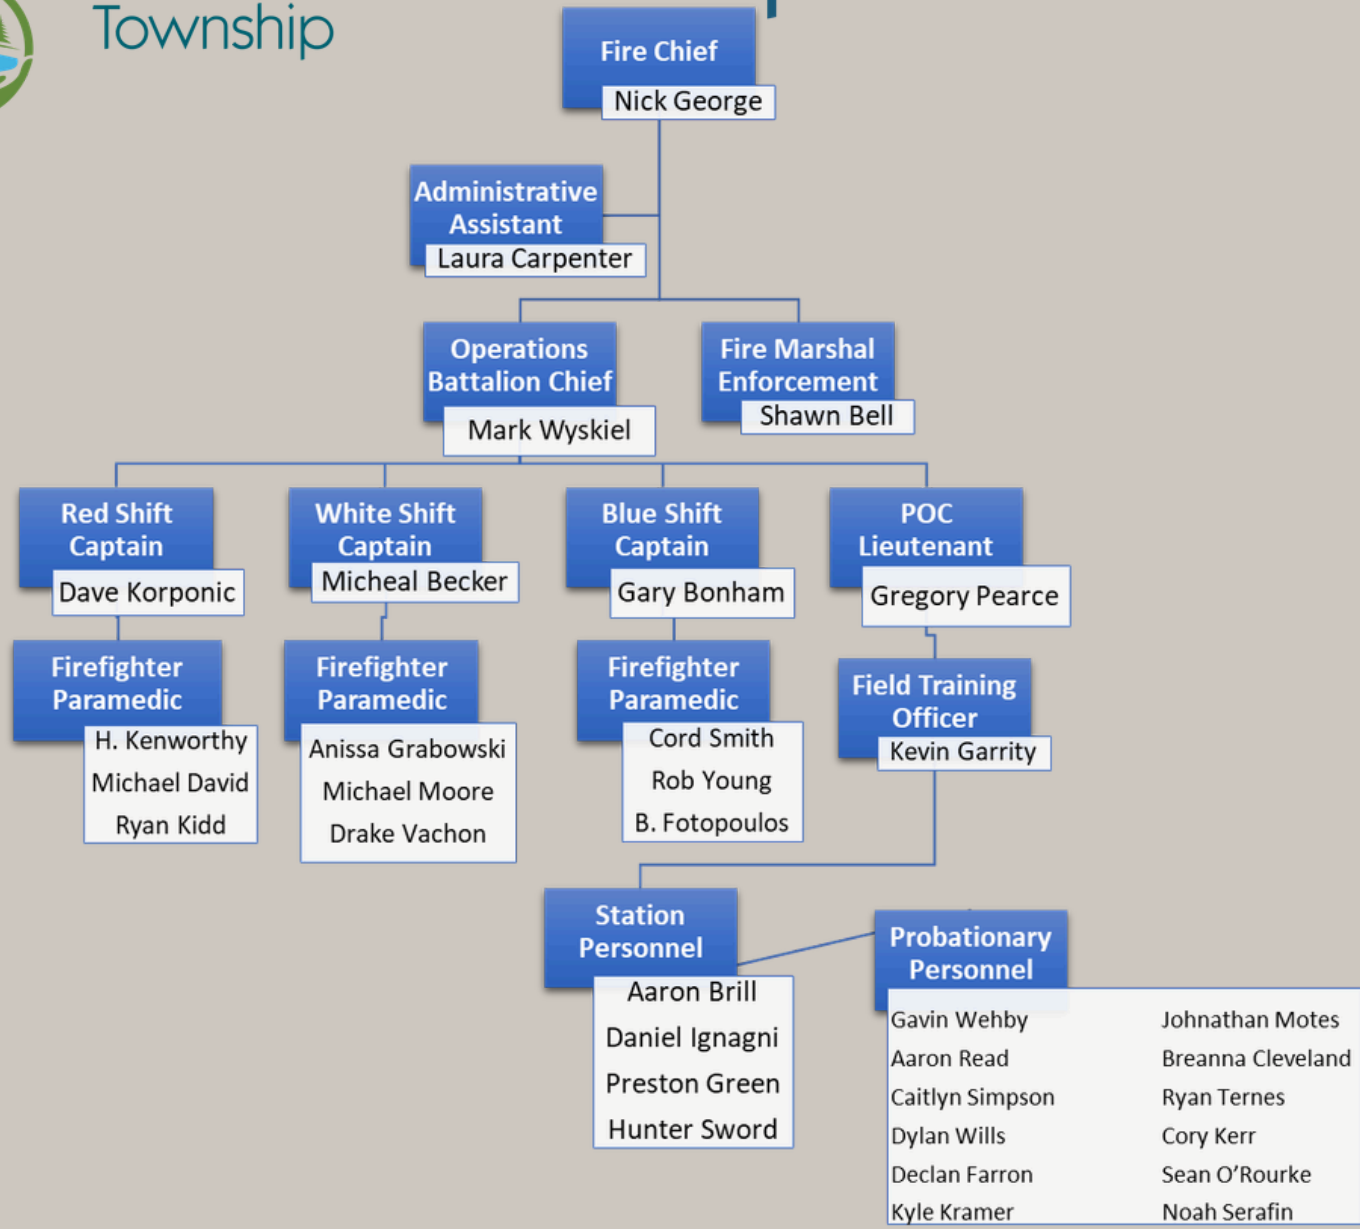 Township
Fire Chief
Nick George
Administrative
Assistant
Laura Carpenter
Operations
Battalion Chief
Mark Wyskiel
Fire Marshal
Enforcement
Shawn Bell
Red Shift
Captain
Dave Korponic
White Shift
Captain
Micheal Becker
Blue Shift
Captain
Gary Bonham
POC
Lieutenant
Gregory Pearce
Firefighter
Paramedic
H. Kenworthy
Michael David
Ryan Kidd
Firefighter
Paramedic
Anissa Grabowski
Michael Moore
Drake Vachon
Firefighter
Paramedic
Cord Smith
Rob Young
B. Fotopoulos
Field Training
Officer
Kevin Garrity
Station
Personnel
Aaron Brill
Daniel Ignagni
Preston Green
Hunter Sword
Probationary
Personnel
Gavin Wehby
Aaron Read
Caitlyn Simpson
Dylan Wills
Declan Farron
Kyle Kramer
Johnathan Motes
Breanna Cleveland
Ryan Ternes
Cory Kerr
Sean O’Rourke
Noah Serafin